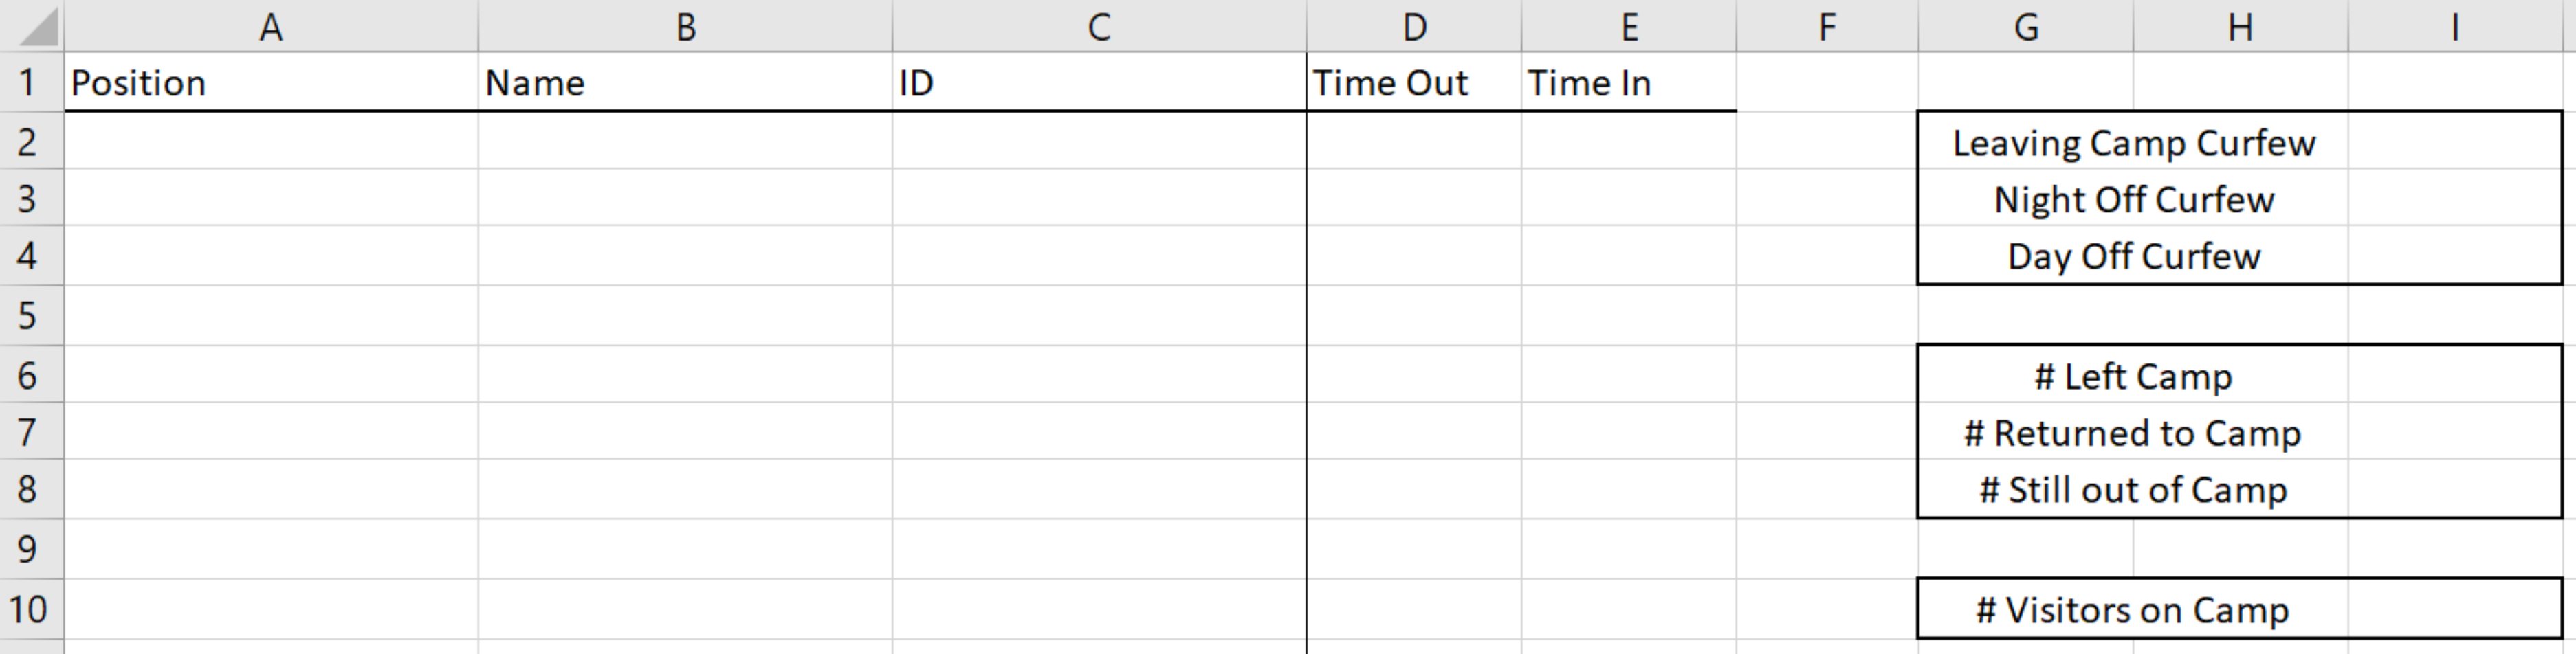 A B C D E F G H I
1 Position Name ID Time Out Time In
2 Leaving Camp Curfew
3 Night Off Curfew
4 Day Off Curfew
5
6 # Left Camp
7 # Returned to Camp
8 # Still out of Camp
9
10 # Visitors on Camp